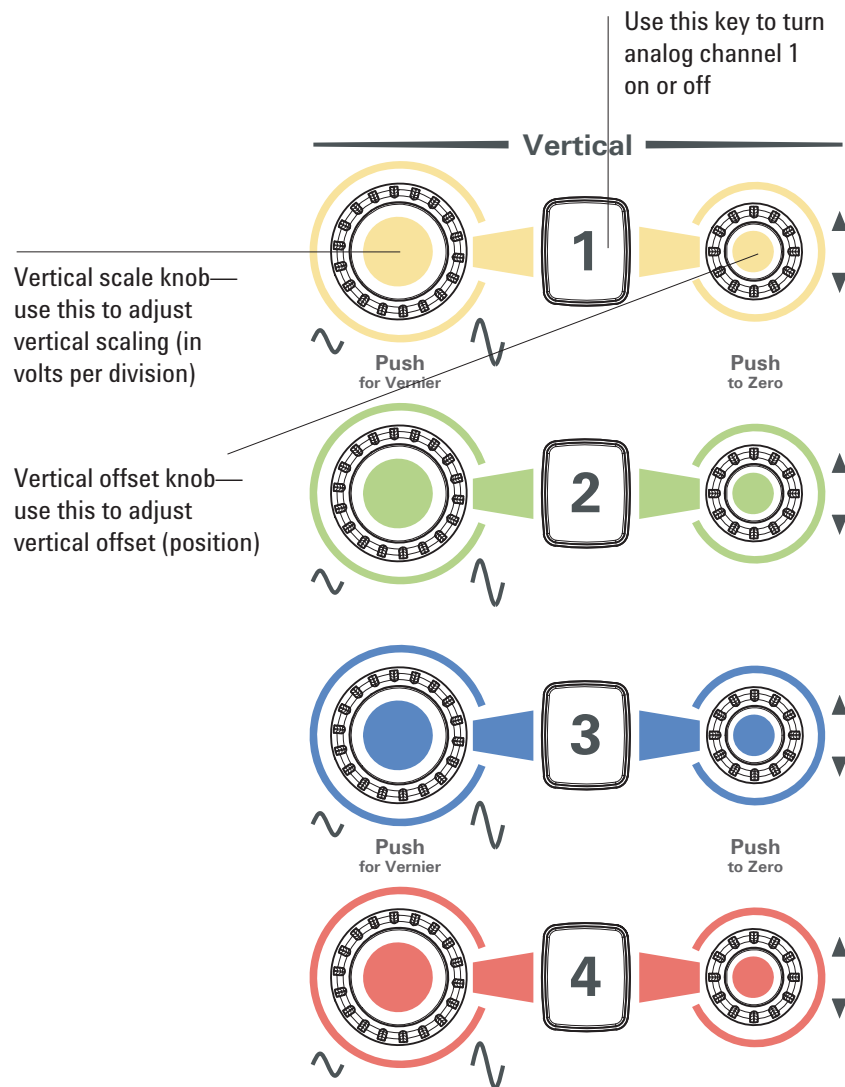 Use this key to turn
analog channel 1
on or off
Vertical
1
Vertical scale knob—
use this to adjust
vertical scaling (in
volts per division)
Push
for Vernier
Push
to Zero
Vertical offset knob—
use this to adjust
vertical offset (position)
2
3
Push
for Vernier
Push
to Zero
4